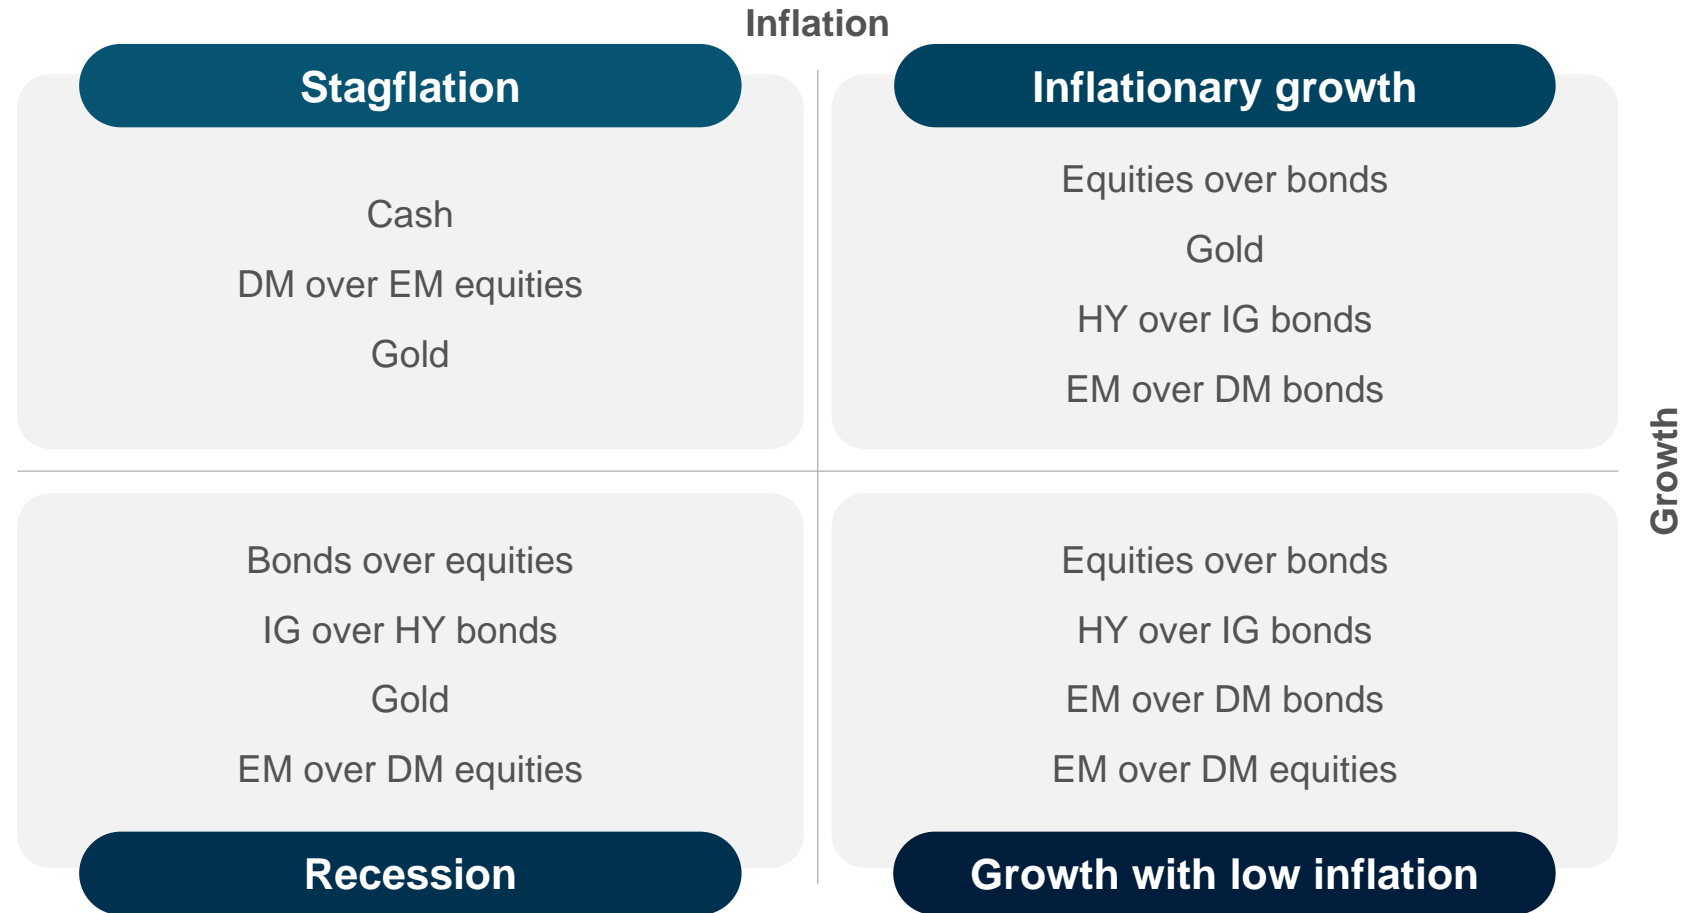 Inflation
Stagflation
Cash
DM over EM equities
Gold
Inflationary growth
Equities over bonds
Gold
HY over IG bonds
EM over DM bonds
Growth
Bonds over equities
IG over HY bonds
Gold
EM over DM equities
Recession
Equities over bonds
HY over IG bonds
EM over DM bonds
EM over DM equities
Growth with low inflation